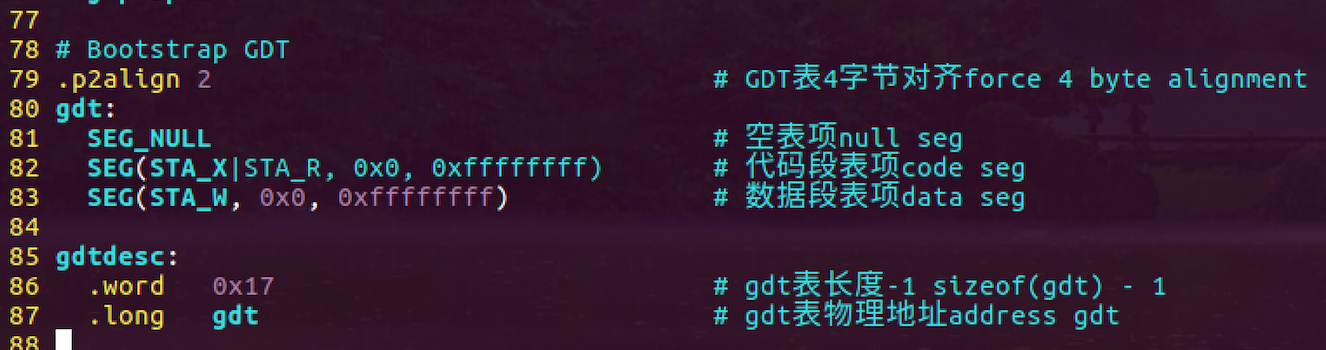 77
78 # Bootstrap GDT
79 .p2align 2 # GDT表4字节对齐force 4 byte alignment
80 gdt:
81 SEG_NULL # 空表项null seg
82 SEG(STA_X|STA_R, 0x0, 0xffffffff) # 代码段表项code seg
83 SEG(STA_W, 0x0, 0xffffffff) # 数据段表项data seg
84
85 gdtdesc:
86 .word 0x17 # gdt表长度-1 sizeof(gdt) - 1
87 .long gdt # gdt表物理地址address gdt
88